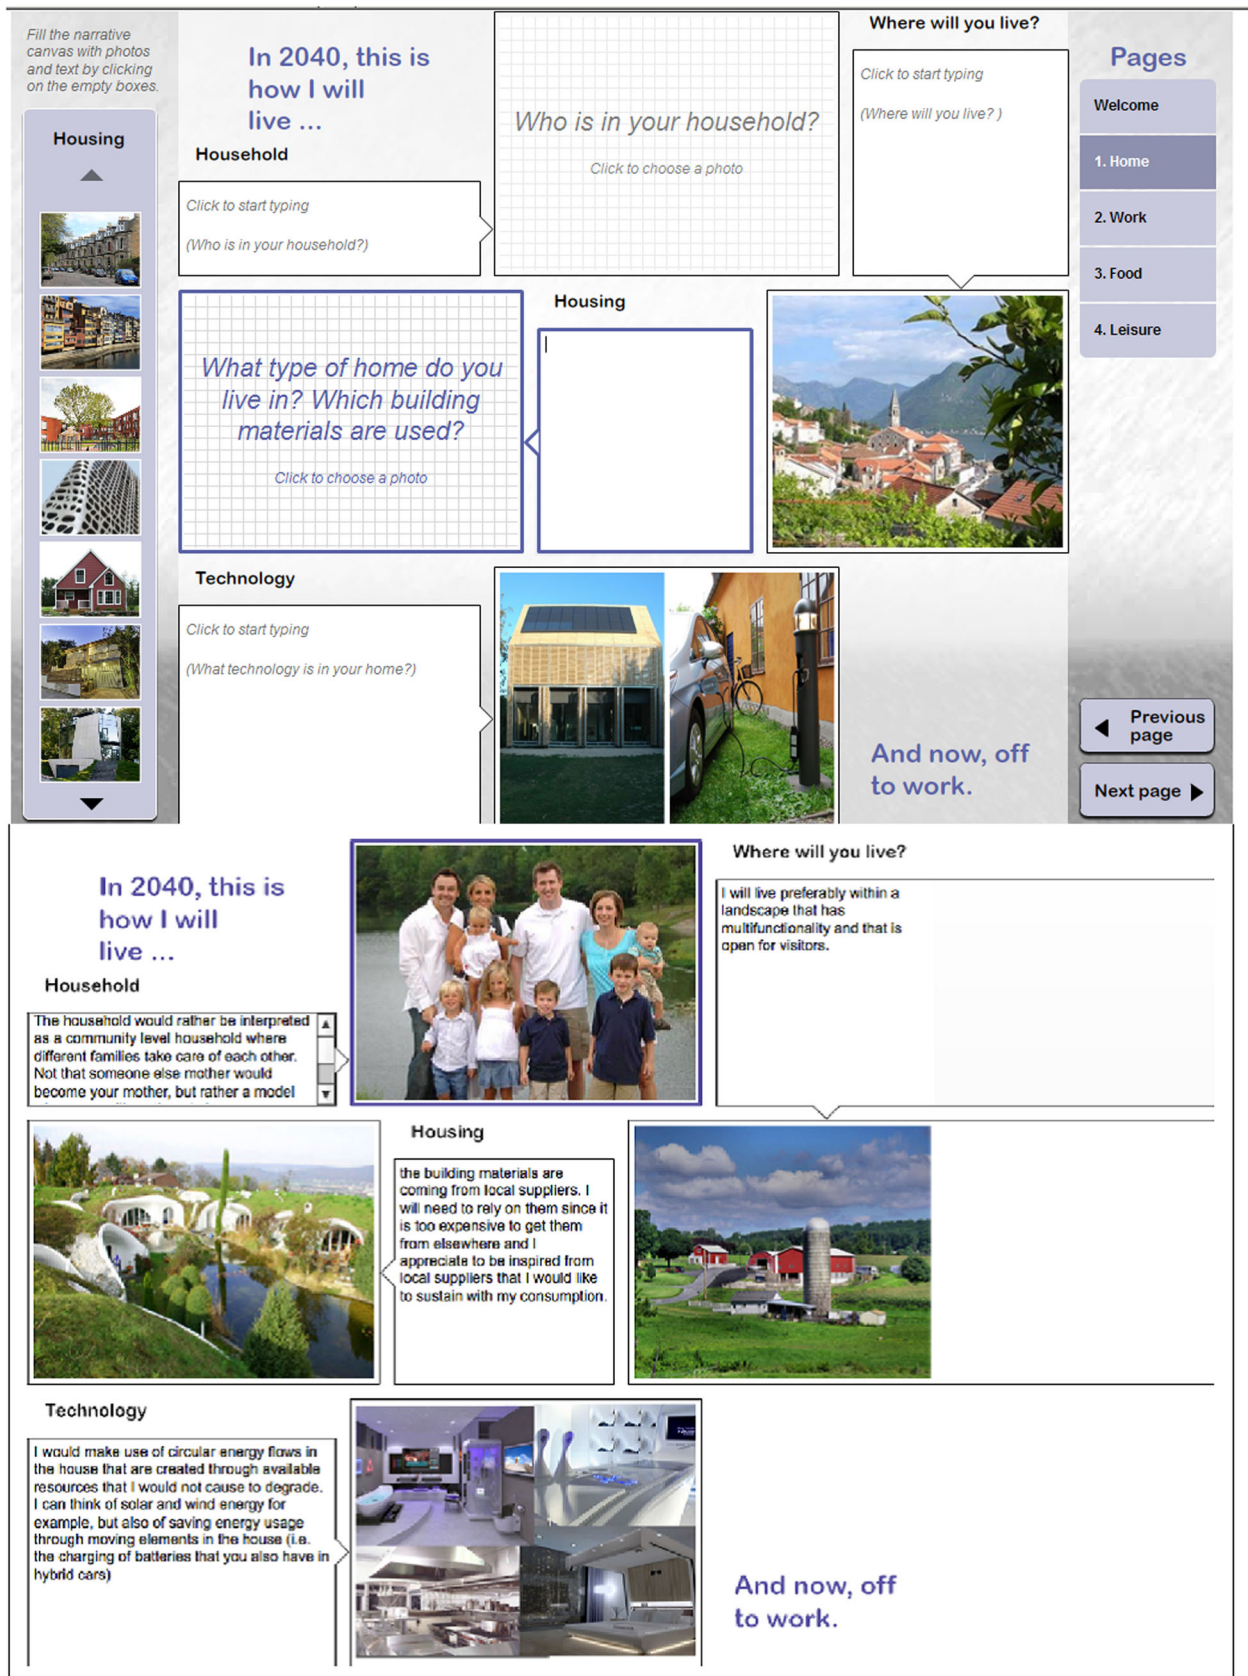 Fill the narrative
canvas with photos
and text by clicking
on the empty boxes.
Housing
In 2040, this is
how I will
live ...
Household
Click to start typing
(Who is in your household?)
Who is in your household?
Click to choose a photo
Where will you live?
Click to start typing
(Where will you live? )
Pages
Welcome
1. Home
2. Work
3. Food
4. Leisure
What type of home do you
live in? Which building
materials are used?
Click to choose a photo
Housing
Technology
Click to start typing
(What technology is in your home?)
And now, off
to work.
Previous
page
Next page
In 2040, this is
how I will
live ...
Household
The household would rather be interpreted
as a community level household where
different families take care of each other.
Not that someone else mother would
become your mother, but rather a model
Where will you live?
I will live preferably within a
landscape that has
multifunctionality and that is
open for visitors.
Housing
the building materials are
coming from local suppliers. I
will need to rely on them since it
is too expensive to get them
from elsewhere and I
appreciate to be inspired from
local suppliers that I would like
to sustain with my consumption.
Technology
I would make use of circular energy flows in
the house that are created through available
resources that I would not cause to degrade.
I can think of solar and wind energy for
example, but also of saving energy usage
through moving elements in the house (i.e.
the charging of batteries that you also have in
hybrid cars)
And now, off
to work.